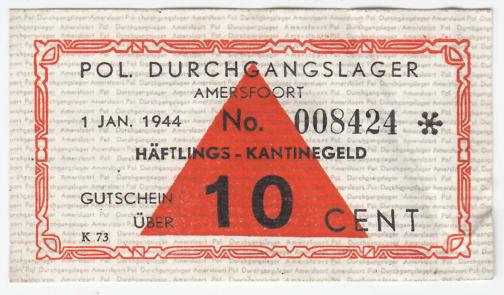 POL. DURCHGANGSLAGER
AMERSFOORT
1 JAN. 1944 No. 008424 *
HÄFTLINGS - KANTINEGELD
GUTSCHEIN
ÜBER 10 CENT
K 73